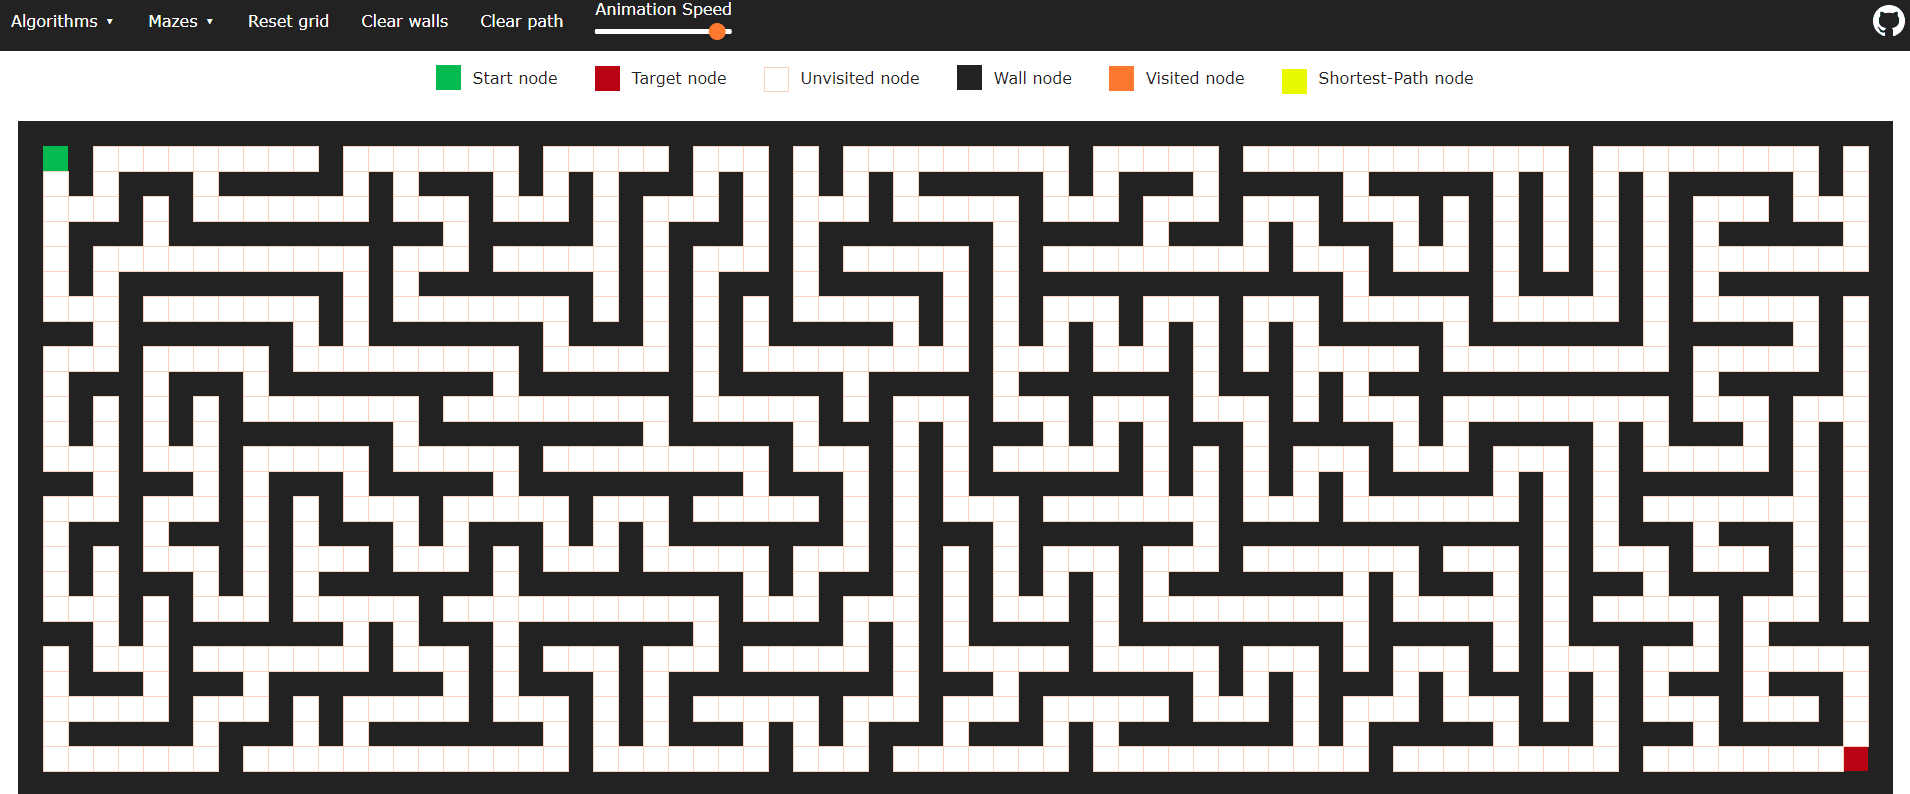 Algorithms ▼ Mazes ▼ Reset grid Clear walls Clear path Animation Speed
Start node Target node Unvisited node Wall node Visited node Shortest-Path node